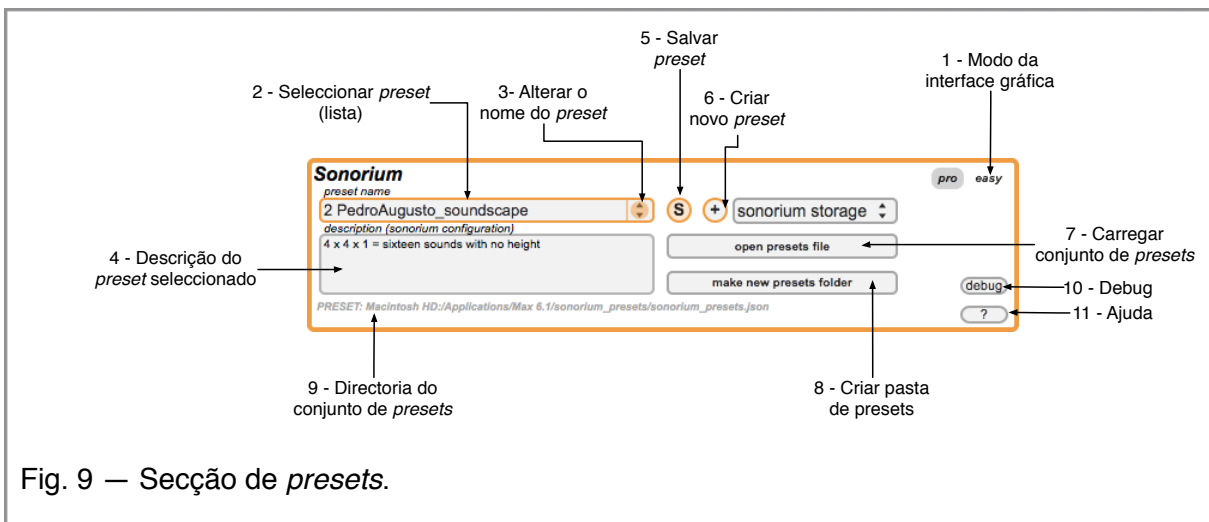 5 - Salvar
preset
1 - Modo da
interface gráfica
2 - Seleccionar preset
(lista)
3- Alterar o
nome do preset
6 - Criar
novo preset
Sonorium
pro easy
preset name
2 PedroAugusto_soundscape
S + sonorium storage
description (sonorium configuration)
4 x 4 x 1 = sixteen sounds with no height
open presets file
7 - Carregar
conjunto de presets
4 - Descrição do
preset seleccionado
make new presets folder
debug
10 - Debug
PRESET: Macintosh HD:/Applications/Max 6.1/sonorium_presets/sonorium_presets.json
?
11 - Ajuda
9 - Directoria do
conjunto de presets
8 - Criar pasta
de presets
Fig. 9 — Secção de presets.